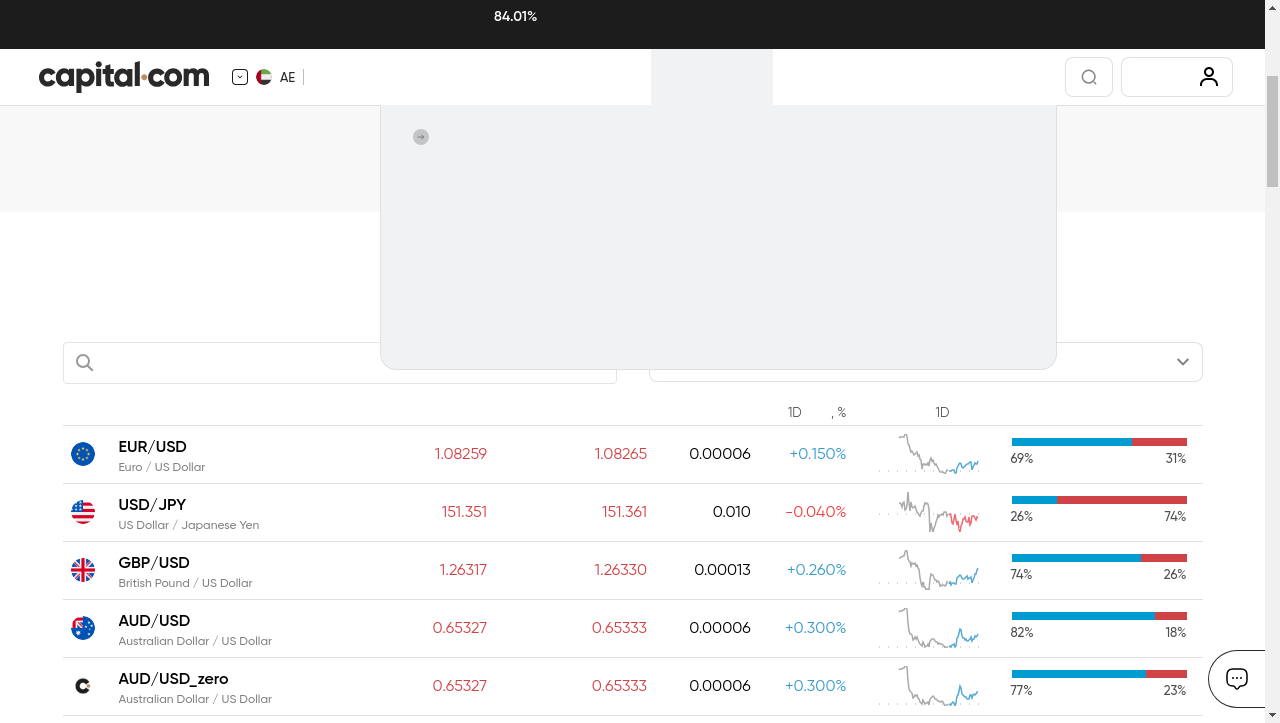 84.01%
capital.com
AE
1D , % 1D
EUR/USD
Euro / US Dollar
1.08259 1.08265 0.00006 +0.150%
69% 31%
USD/JPY
US Dollar / Japanese Yen
151.351 151.361 0.010 -0.040%
26% 74%
GBP/USD
British Pound / US Dollar
1.26317 1.26330 0.00013 +0.260%
74% 26%
AUD/USD
Australian Dollar / US Dollar
0.65327 0.65333 0.00006 +0.300%
82% 18%
AUD/USD_zero
Australian Dollar / US Dollar
0.65327 0.65333 0.00006 +0.300%
77% 23%